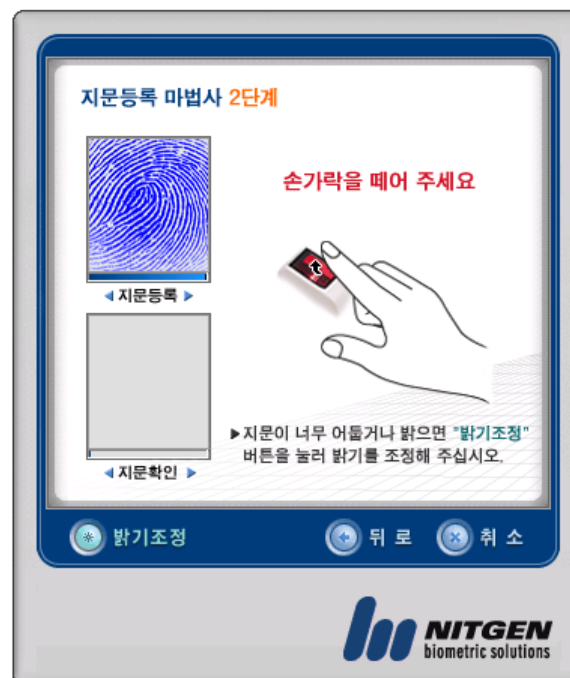 지문등록 마법사 2단계
손가락을 떼어 주세요
◀ 지문등록 ▶
◀ 지문확인 ▶
▶지문이 너무 어둡거나 밝으면 "밝기조정"
버튼을 눌러 밝기를 조정해 주십시오.
밝기조정
뒤 로
취 소
NITGEN
biometric solutions